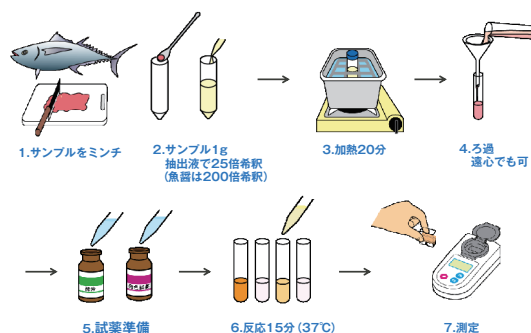 1.サンプルをミンチ
2.サンプル1g
抽出液で25倍希釈
(魚醤は200倍希釈)
3.加熱20分
4.ろ過
遠心でも可
5.試薬準備
6.反応15分(37℃)
7.測定